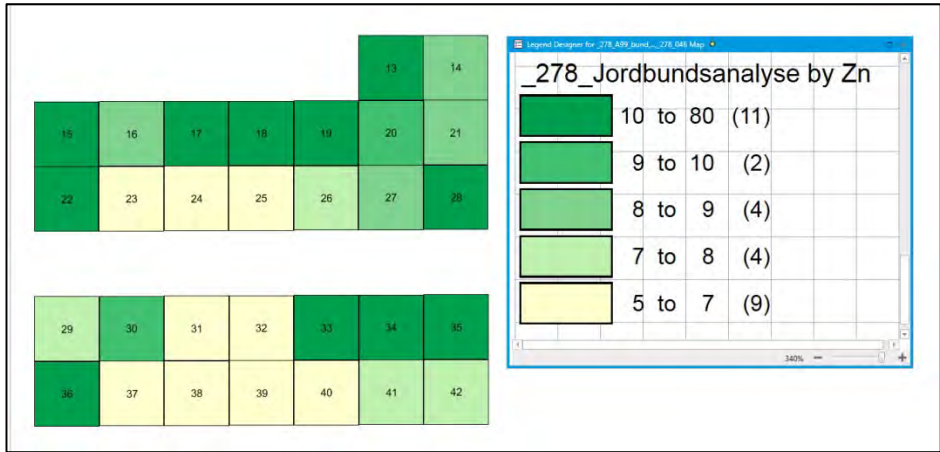 13 14
15 16 17 18 19 20 21
22 23 24 25 26 27 28
29 30 31 32 33 34 35
36 37 38 39 40 41 42
_278_Jordbundsanalyse by Zn
10 to 80 (11)
9 to 10 (2)
8 to 9 (4)
7 to 8 (4)
5 to 7 (9)
340%